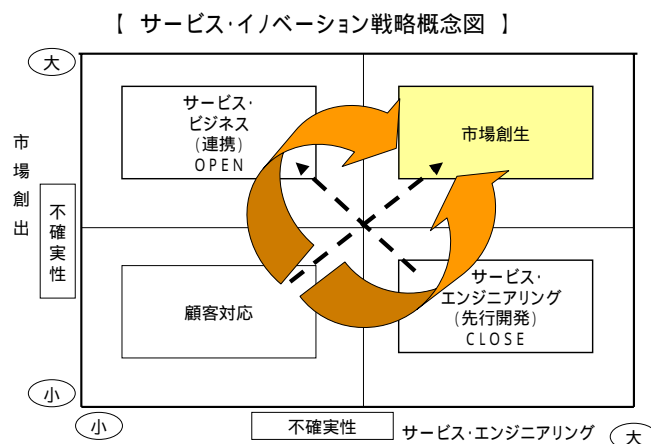 【 サービス・イノベーション戦略概念図 】
大
サービス・
ビジネス
(連携)
OPEN
市場創生
市場創出
不確実性
顧客対応
サービス・
エンジニアリング
(先行開発)
CLOSE
小
小
不確実性
サービス・エンジニアリング
大